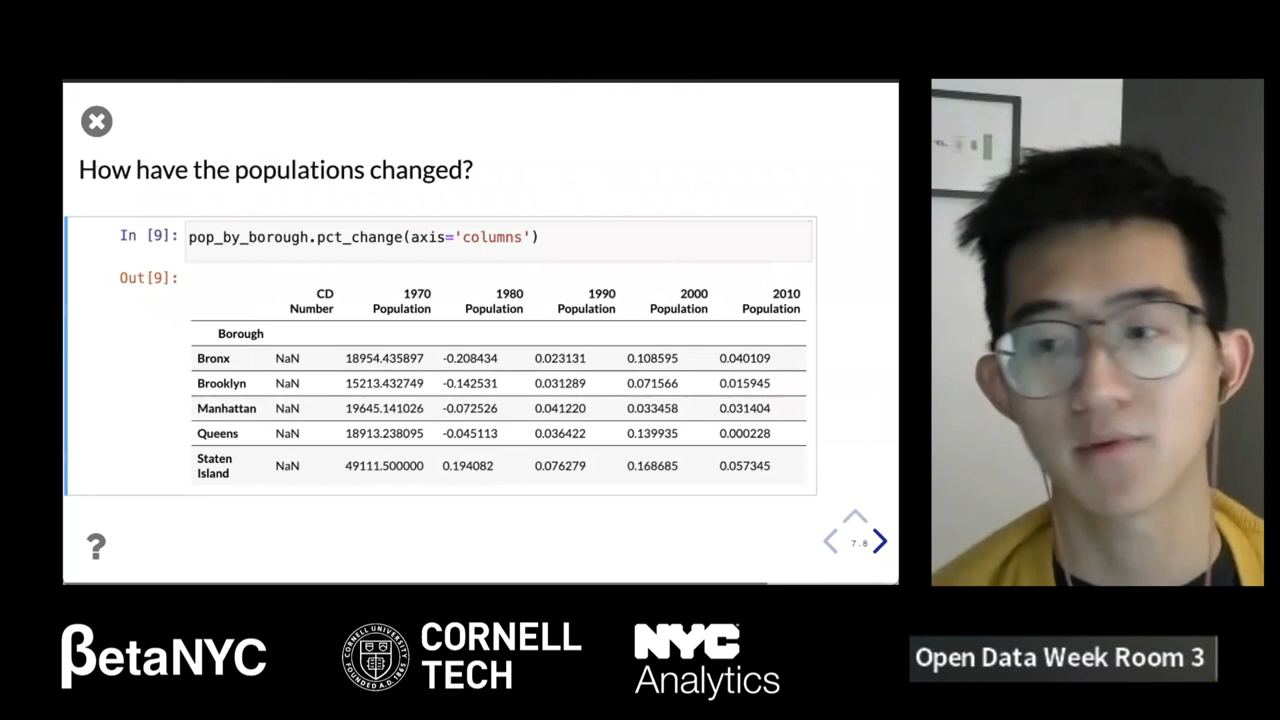 How have the populations changed?
In [9]: pop_by_borough.pct_change(axis='columns')
Out[9]:
CD Number 1970 Population 1980 Population 1990 Population 2000 Population 2010 Population
Borough
Bronx NaN 18954.435897 -0.208434 0.023131 0.108595 0.040109
Brooklyn NaN 15213.432749 -0.142531 0.031289 0.071566 0.015945
Manhattan NaN 19645.141026 -0.072526 0.041220 0.033458 0.031404
Queens NaN 18913.238095 -0.045113 0.036422 0.139935 0.000228
Staten Island NaN 49111.500000 0.194082 0.076279 0.168685 0.057345
?
7.8
βetaNYC
CORNELL
TECH
NYC
Analytics
Open Data Week Room 3